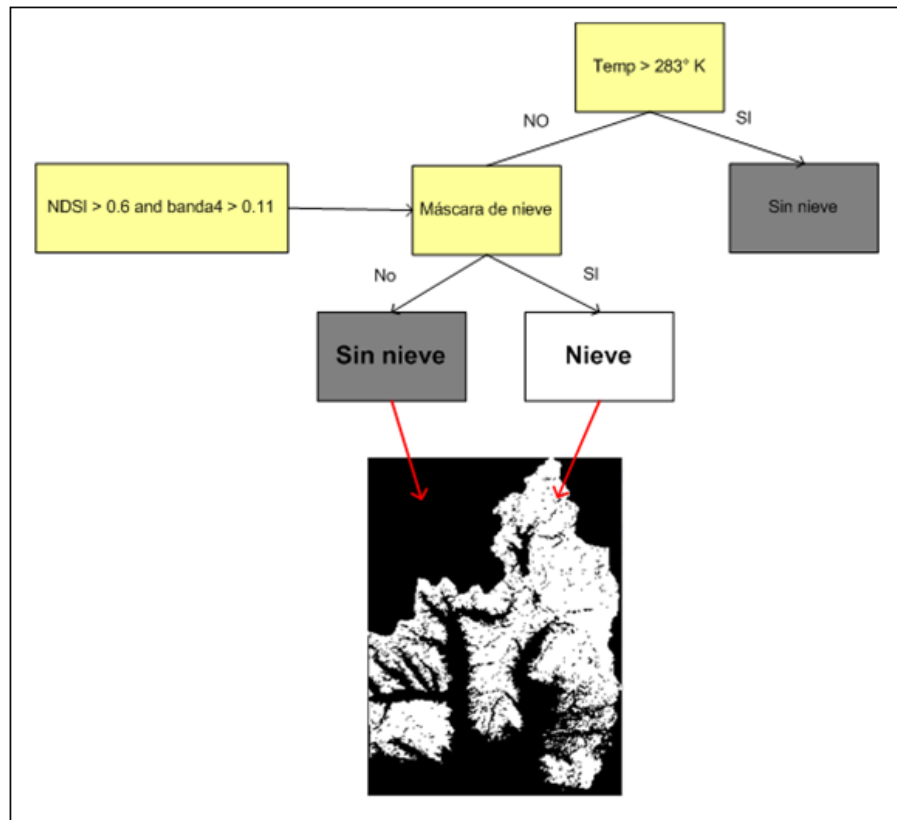 Temp > 283° K
NO
SI
NDSI > 0.6 and banda4 > 0.11
Máscara de nieve
Sin nieve
No
SI
Sin nieve
Nieve